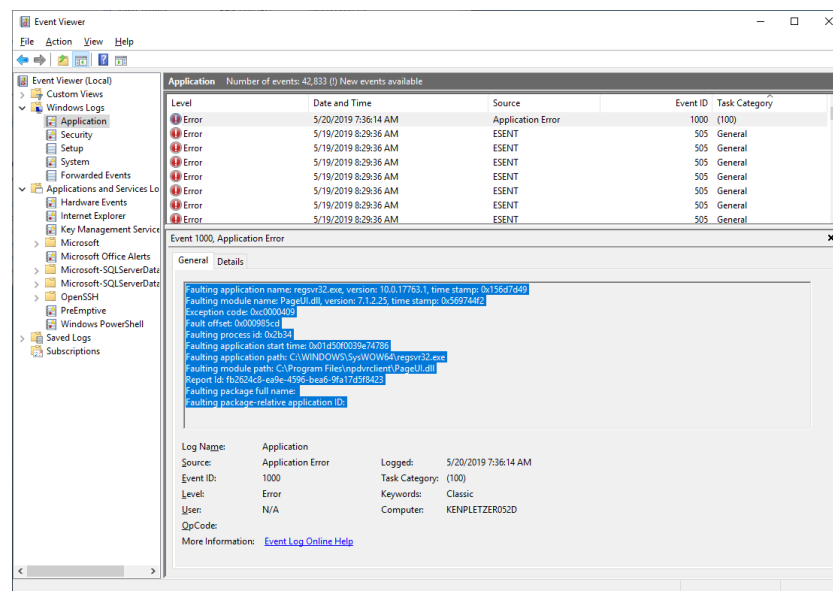 Event Viewer
File Action View Help
Event Viewer (Local)
Custom Views
Windows Logs
Application
Security
Setup
System
Forwarded Events
Applications and Services Lo
Hardware Events
Internet Explorer
Key Management Service
Microsoft
Microsoft Office Alerts
Microsoft-SQLServerData
Microsoft-SQLServerData
OpenSSH
PreEmptive
Windows PowerShell
Saved Logs
Subscriptions
Application Number of events: 42,833 (!) New events available
Level Date and Time Source Event ID Task Category
Error 5/20/2019 7:36:14 AM Application Error 1000 (100)
Error 5/19/2019 8:29:36 AM ESENT 505 General
Error 5/19/2019 8:29:36 AM ESENT 505 General
Error 5/19/2019 8:29:36 AM ESENT 505 General
Error 5/19/2019 8:29:36 AM ESENT 505 General
Error 5/19/2019 8:29:36 AM ESENT 505 General
Error 5/19/2019 8:29:36 AM ESENT 505 General
Error 5/19/2019 8:29:36 AM ESENT 505 General
Event 1000, Application Error
General Details
Faulting application name: regsvr32.exe, version: 10.0.17763.1, time stamp: 0x156d7d49
Faulting module name: PageUI.dll, version: 7.1.2.25, time stamp: 0x569744f2
Exception code: 0xc0000409
Fault offset: 0x000985cd
Faulting process id: 0x2b34
Faulting application start time: 0x01d50f0039e74786
Faulting application path: C:\WINDOWS\SysWOW64\regsvr32.exe
Faulting module path: C:\Program Files\npdvrclient\PageUI.dll
Report Id: fb2624c8-ea9e-4596-bea6-9fa17d5f8423
Faulting package full name:
Faulting package-relative application ID:
Log Name: Application
Source: Application Error Logged: 5/20/2019 7:36:14 AM
Event ID: 1000 Task Category: (100)
Level: Error Keywords: Classic
User: N/A Computer: KENPLETZER052D
OpCode:
More Information: Event Log Online Help